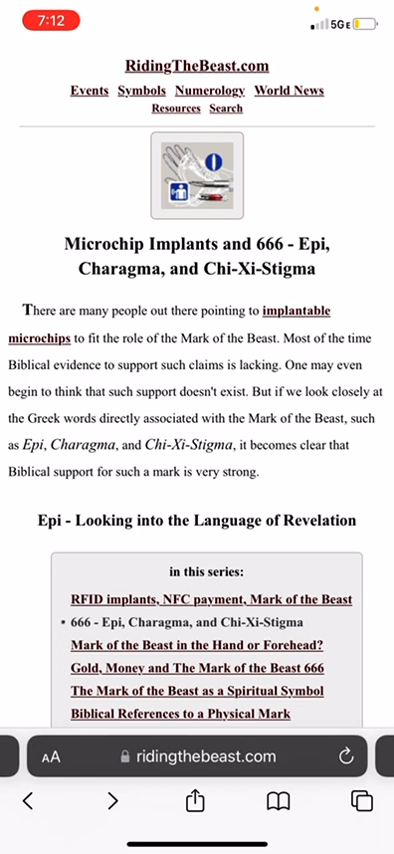 7:12
5GE
RidingTheBeast.com
Events Symbols Numerology World News
Resources Search
Microchip Implants and 666 - Epi,
Charagma, and Chi-Xi-Stigma
There are many people out there pointing to implantable
microchips to fit the role of the Mark of the Beast. Most of the time
Biblical evidence to support such claims is lacking. One may even
begin to think that such support doesn't exist. But if we look closely at
the Greek words directly associated with the Mark of the Beast, such
as Epi, Charagma, and Chi-Xi-Stigma, it becomes clear that
Biblical support for such a mark is very strong.
Epi - Looking into the Language of Revelation
in this series:
RFID implants, NFC payment, Mark of the Beast
• 666 - Epi, Charagma, and Chi-Xi-Stigma
Mark of the Beast in the Hand or Forehead?
Gold, Money and The Mark of the Beast 666
The Mark of the Beast as a Spiritual Symbol
Biblical References to a Physical Mark
AA ridingthebeast.com